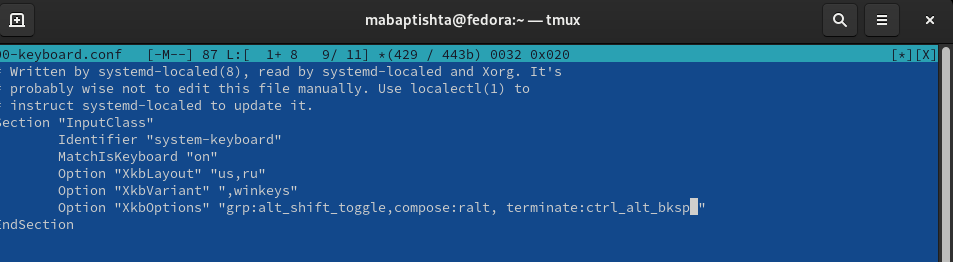 mabaptishta@fedora:~ — tmux
00-keyboard.conf [-M--] 87 L:[ 1+ 8 9/ 11] *(429 / 443b) 0032 0x020 [*][X]
# Written by systemd-localed(8), read by systemd-localed and Xorg. It's
# probably wise not to edit this file manually. Use localectl(1) to
# instruct systemd-localed to update it.
Section "InputClass"
Identifier "system-keyboard"
MatchIsKeyboard "on"
Option "XkbLayout" "us,ru"
Option "XkbVariant" ",winkeys"
Option "XkbOptions" "grp:alt_shift_toggle,compose:ralt, terminate:ctrl_alt_bksp "
EndSection